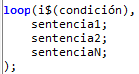 loop(i$(condición),
    sentencia1;
    sentencia2;
    sentenciaN;
);